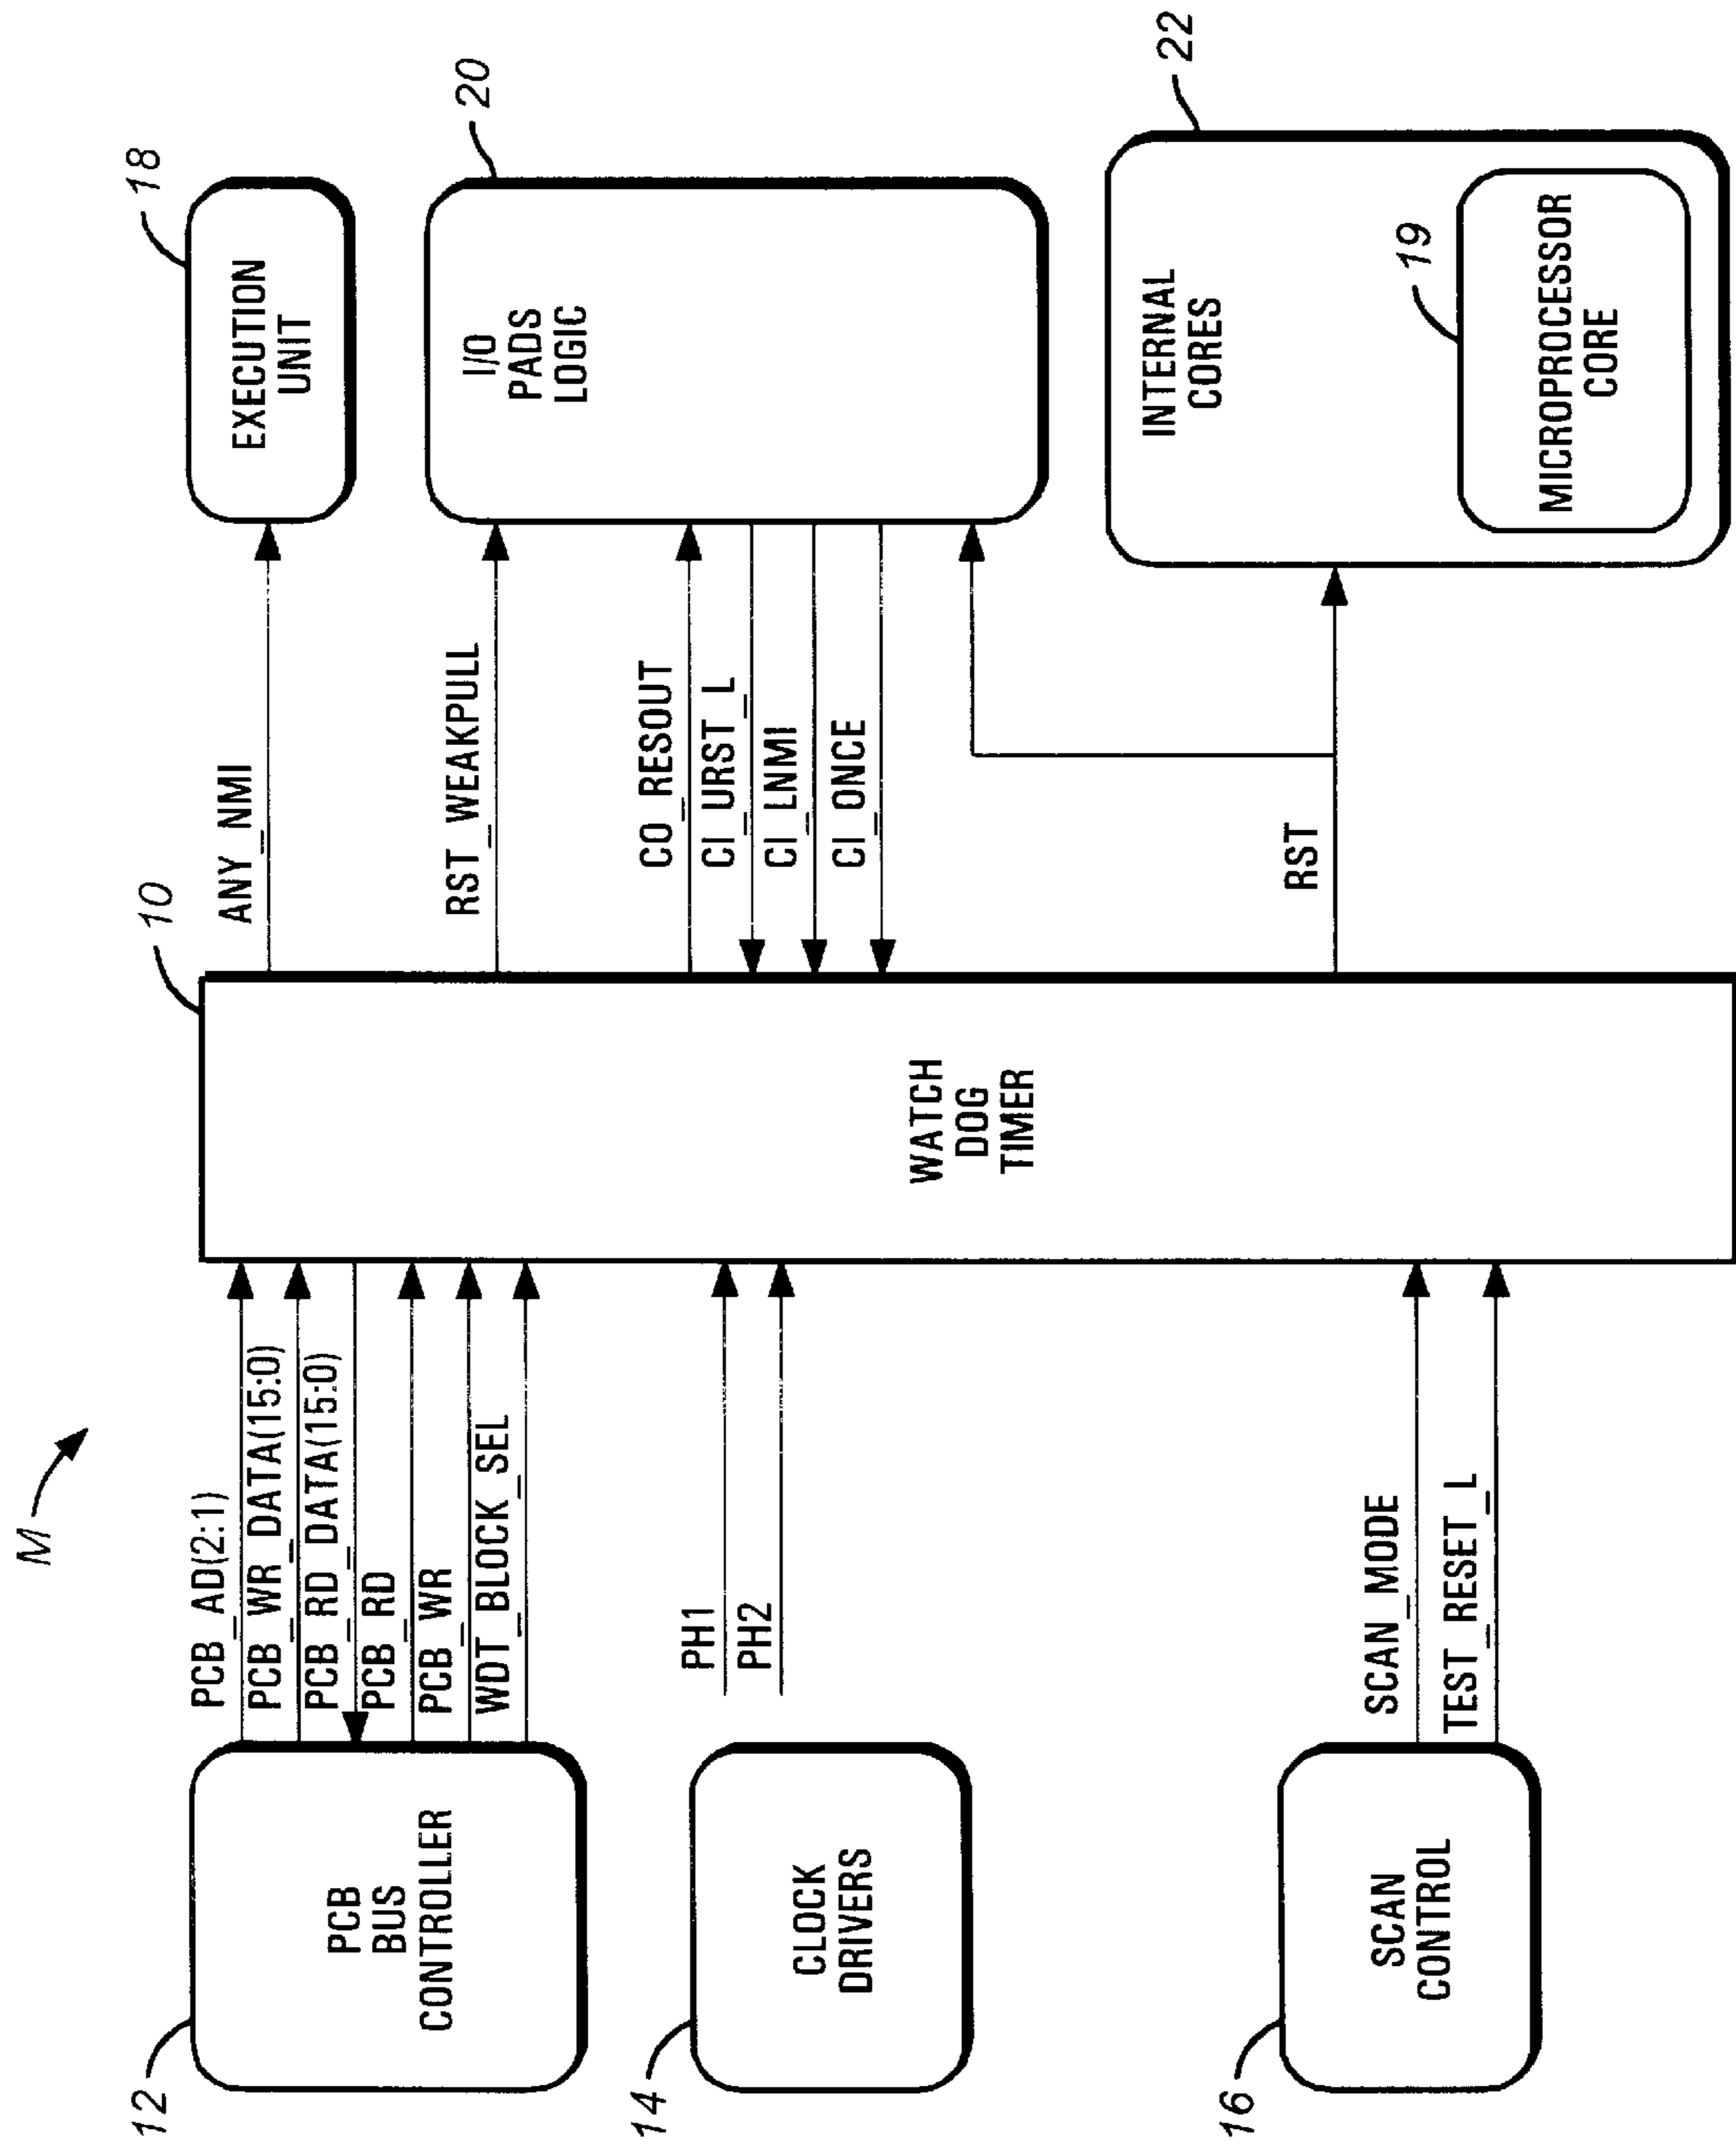 M
12
PCB
BUS
CONTROLLER
14
CLOCK
DRIVERS
16
SCAN
CONTROL
PCB_AD(2:1)
PCB_WR_DATA(15:0)
PCB_RD_DATA(15:0)
PCB_RD
PCB_WR
WDT_BLOCK_SEL
PH1
PH2
SCAN_MODE
TEST_RESET_L
10
WATCH
DOG
TIMER
ANY_NMI
RST_WEAKPULL
CO_RESOUT
CI_URST_L
CI_LNMI
CI_ONCE
RST
18
EXECUTION
UNIT
20
I/O
PADS
LOGIC
22
INTERNAL
CORES
19
MICROPROCESSOR
CORE